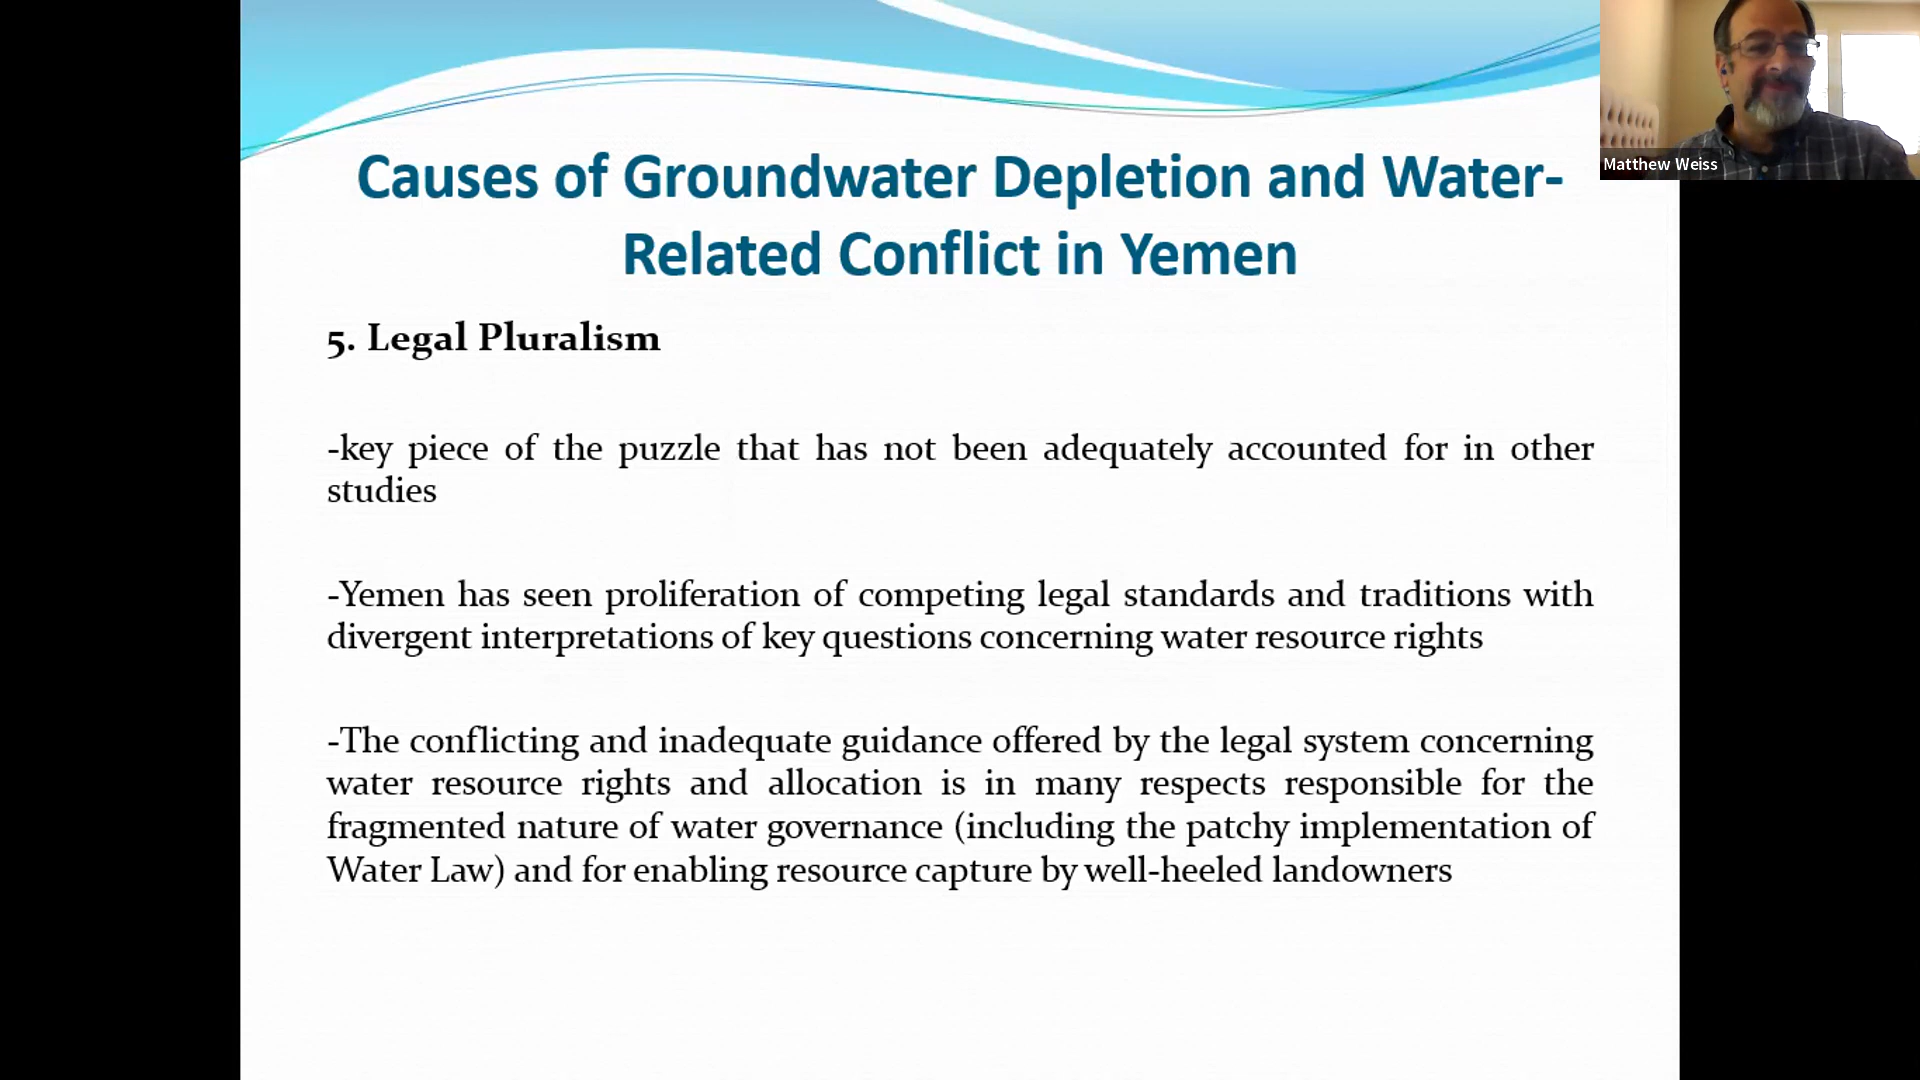 Causes of Groundwater Depletion and Water-
Related Conflict in Yemen
Matthew Weiss
5. Legal Pluralism
-key piece of the puzzle that has not been adequately accounted for in other
studies
-Yemen has seen proliferation of competing legal standards and traditions with
divergent interpretations of key questions concerning water resource rights
-The conflicting and inadequate guidance offered by the legal system concerning
water resource rights and allocation is in many respects responsible for the
fragmented nature of water governance (including the patchy implementation of
Water Law) and for enabling resource capture by well-heeled landowners